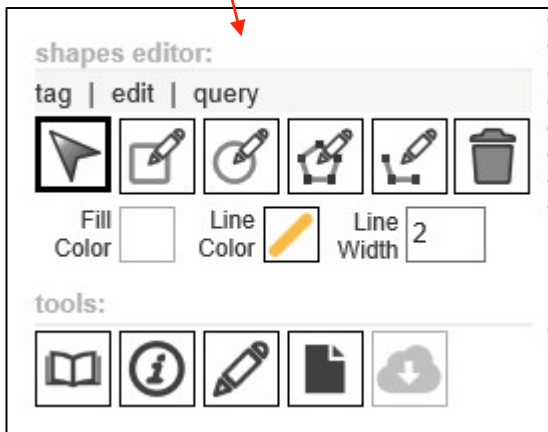 shapes editor:
tag | edit | query
Fill Color
Line Color
Line Width
2
tools: